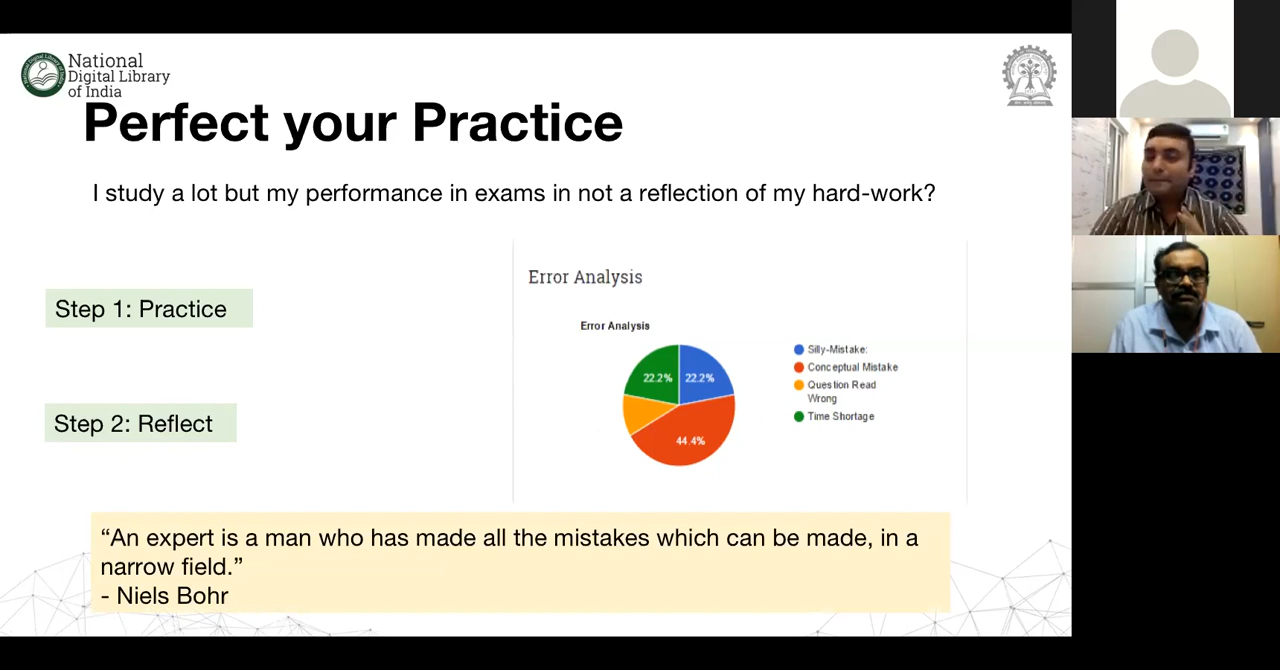 National
Digital Library
of India
Perfect your Practice
I study a lot but my performance in exams in not a reflection of my hard-work?
Error Analysis
Step 1: Practice
Error Analysis
Silly-Mistake:
22.2%
22.2%
Conceptual Mistake
Question Read
Wrong
Time Shortage
Step 2: Reflect
44.4%
“An expert is a man who has made all the mistakes which can be made, in a
narrow field.”
- Niels Bohr